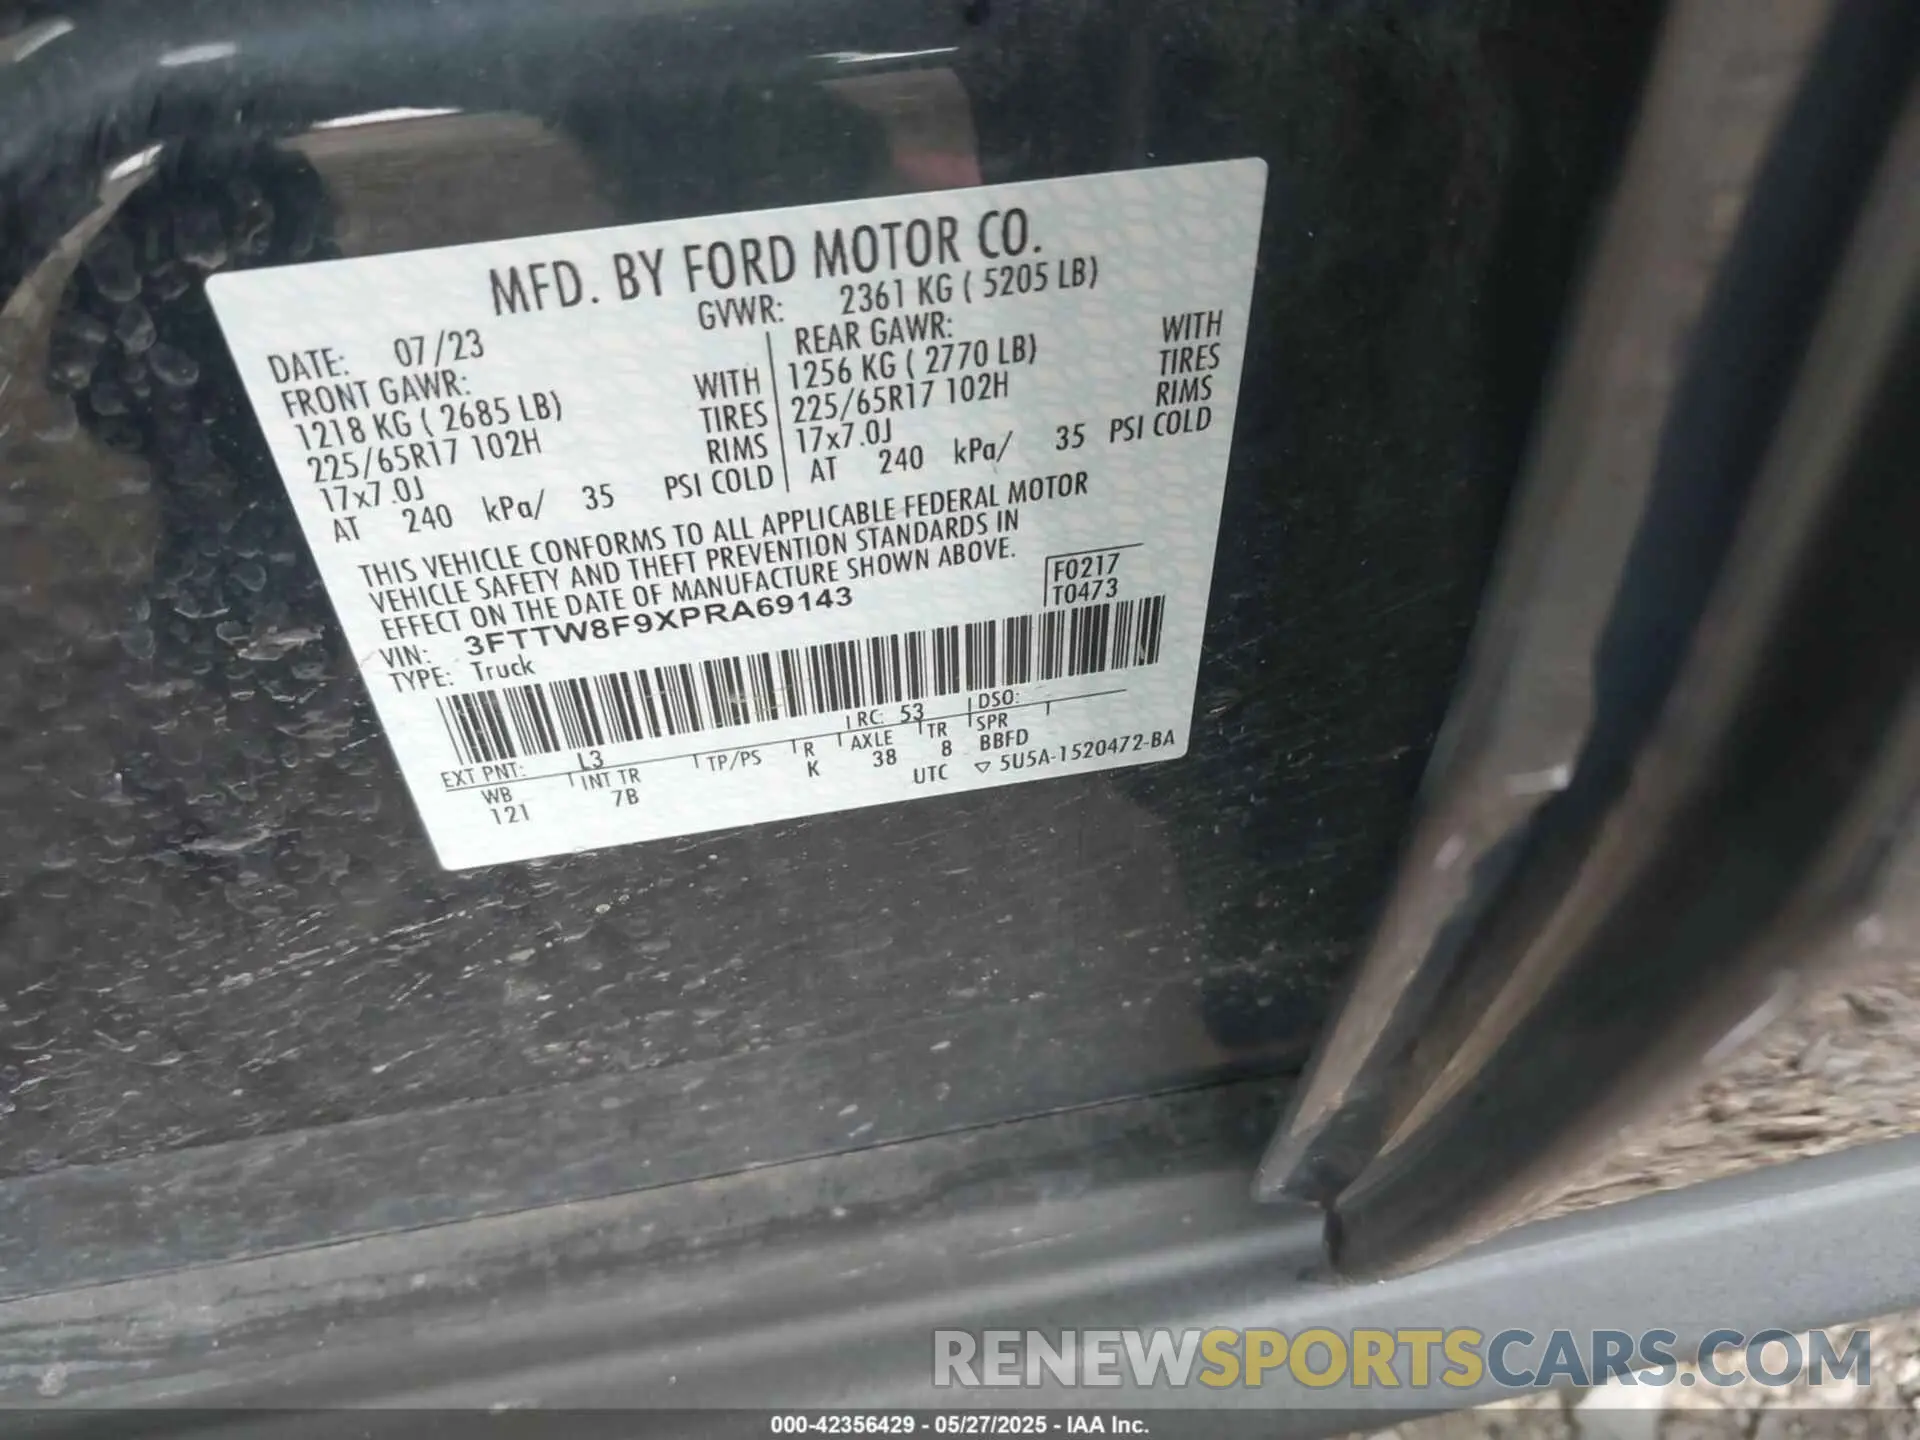 MFD. BY FORD MOTOR CO.
DATE: 07/23 GVWR: 2361 KG ( 5205 LB)
FRONT GAWR: REAR GAWR:
1218 KG ( 2685 LB) WITH 1256 KG ( 2770 LB) WITH
225/65R17 102H TIRES 225/65R17 102H TIRES
17x7.0J RIMS 17x7.0J RIMS
AT 240 kPa/ 35 PSI COLD AT 240 kPa/ 35 PSI COLD
THIS VEHICLE CONFORMS TO ALL APPLICABLE FEDERAL MOTOR
VEHICLE SAFETY AND THEFT PREVENTION STANDARDS IN
EFFECT ON THE DATE OF MANUFACTURE SHOWN ABOVE.
F0217
VIN: 3FTTW8F9XPRA69143 T0473
TYPE: Truck
EXT PNT: L3 RC: 53 DSO:
WB INT TR TP/PS R AXLE TR SPR
121 7B K 38 8 BBFD
UTC ▽ 5U5A-1520472-BA
RENEWSPORTSCARS.COM
000-42356429 - 05/27/2025 - IAA Inc.